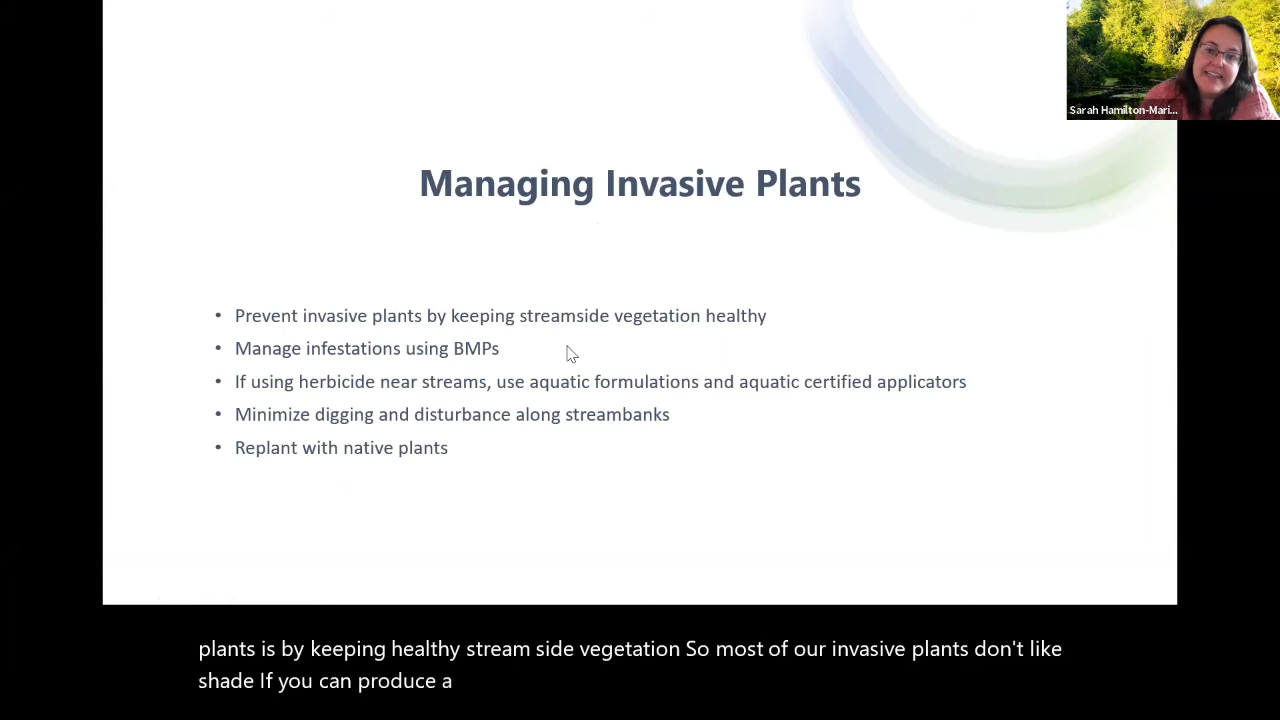 Sarah Hamilton-Mari...
Managing Invasive Plants
• Prevent invasive plants by keeping streamside vegetation healthy
• Manage infestations using BMPs
• If using herbicide near streams, use aquatic formulations and aquatic certified applicators
• Minimize digging and disturbance along streambanks
• Replant with native plants
plants is by keeping healthy stream side vegetation So most of our invasive plants don't like
shade If you can produce a